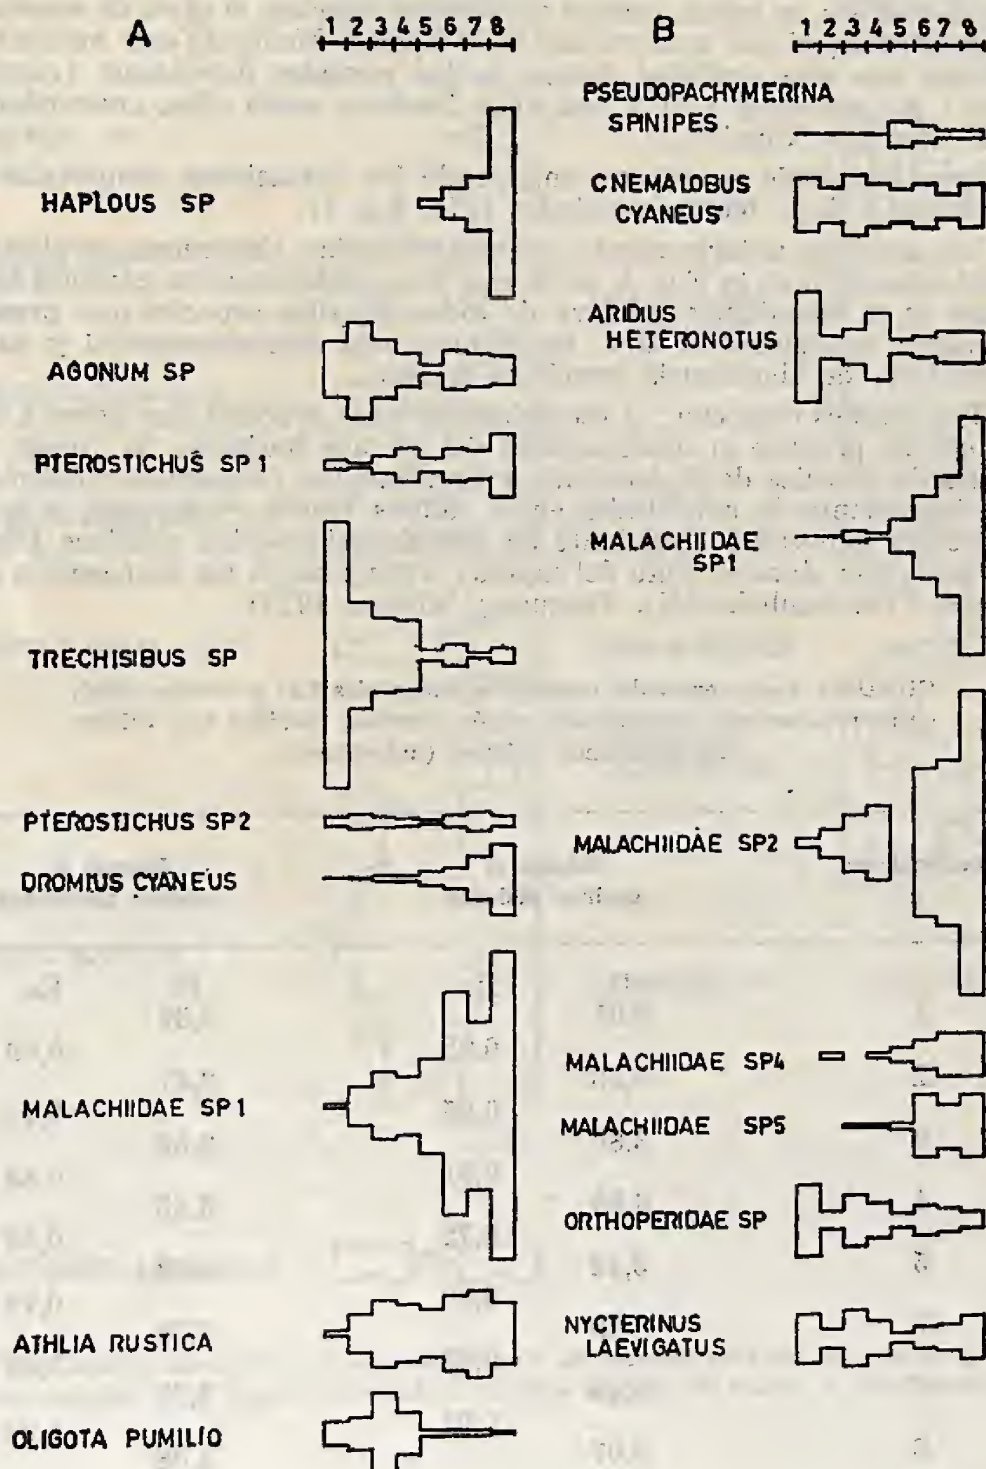 A
1 2 3 4 5 6 7 8
HAPLOUS SP
AGONUM SP
PTEROSTICHUS SP 1
TRECHISIBUS SP
PTEROSTICHUS SP2
DROMIUS CYANEUS
MALACHIIDAE SP 1
ATHLIA RUSTICA
OLIGOTA PUMILIO
B
1 2 3 4 5 6 7 8
PSEUDOPACHYMERINA
SPINIPES
CNEMALOBUS
CYANEUS
ARIDIUS
HETERONOTUS
MALACHIIDAE
SP1
MALACHIIDAE SP2
MALACHIIDAE SP4
MALACHIIDAE SP5
ORTHOPERIDAE SP
NYCTERINUS
LAEVIGATUS